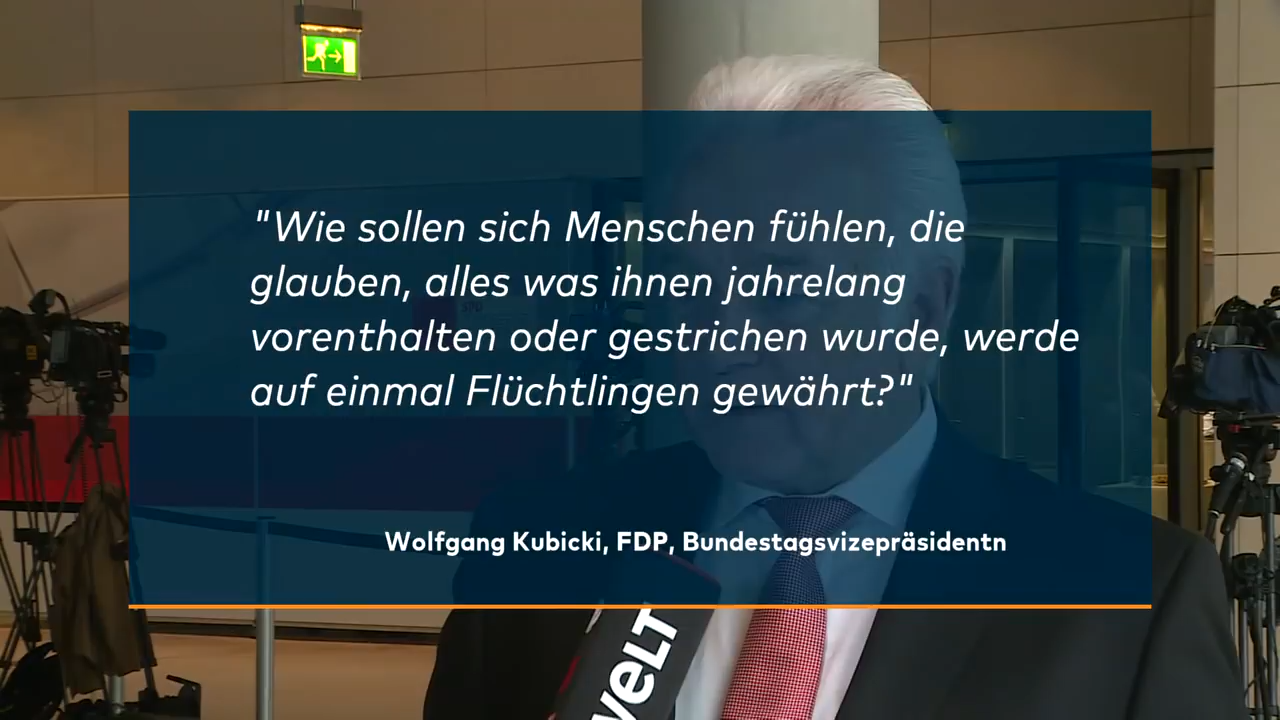 "Wie sollen sich Menschen fühlen, die
glauben, alles was ihnen jahrelang
vorenthalten oder gestrichen wurde, werde
auf einmal Flüchtlingen gewährt?"
Wolfgang Kubicki, FDP, Bundestagsvizepräsidentn
welt